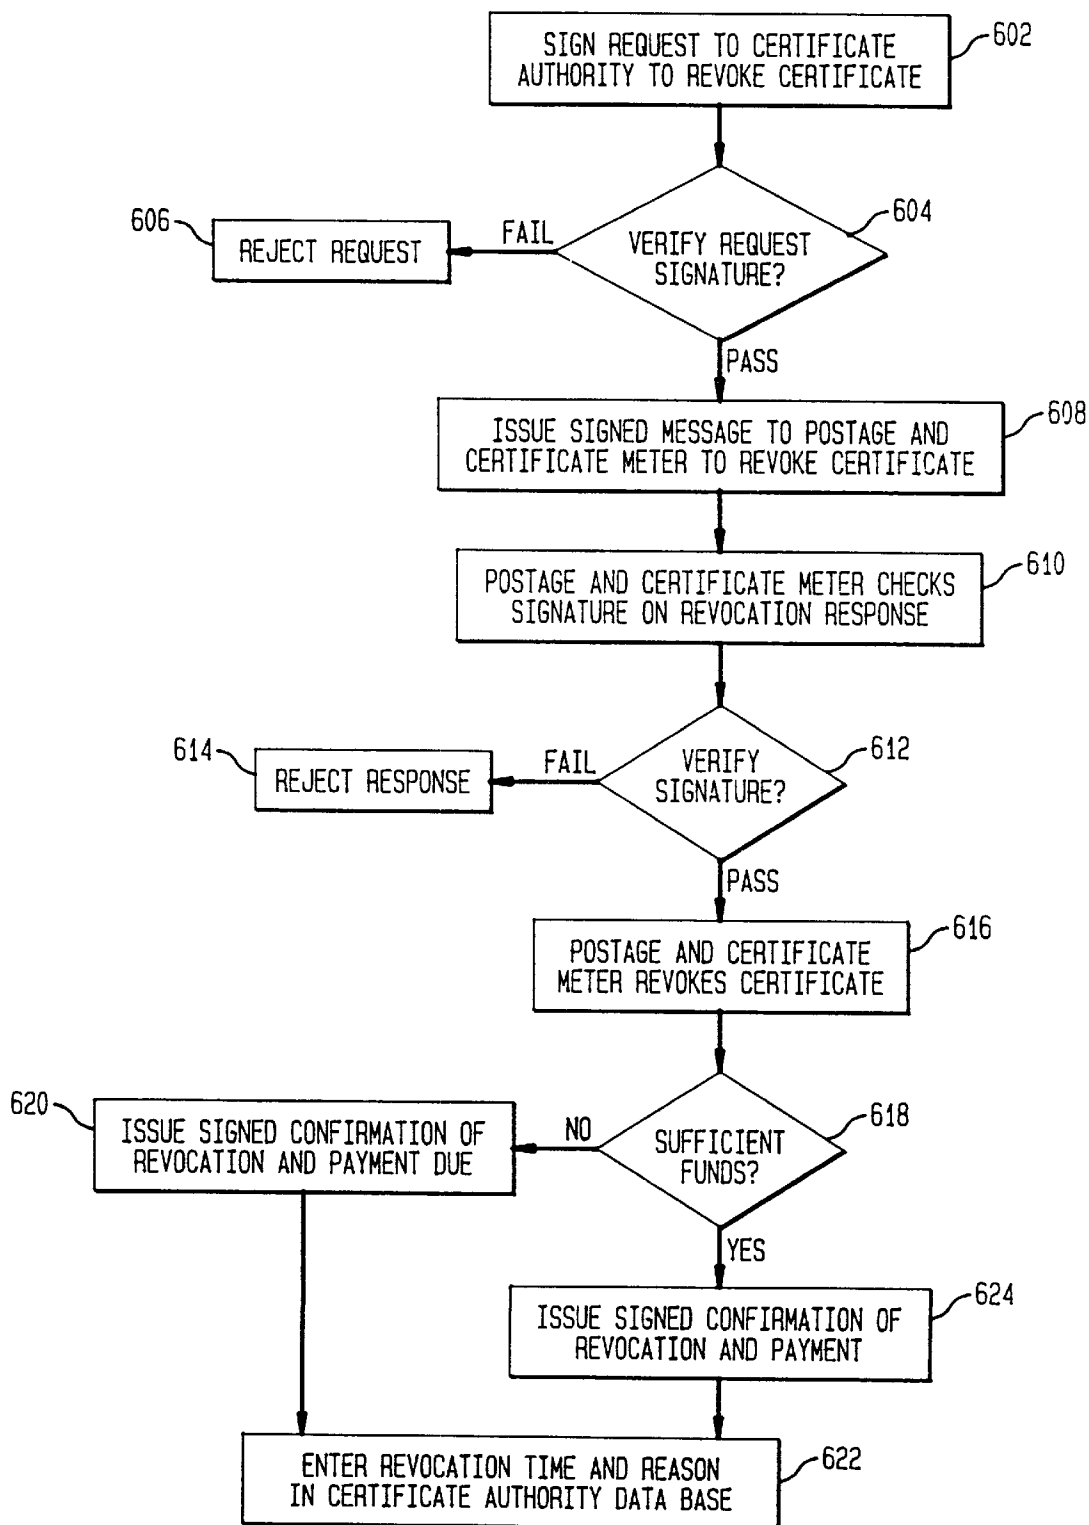 SIGN REQUEST TO CERTIFICATE
AUTHORITY TO REVOKE CERTIFICATE
602
604
606
FAIL
VERIFY REQUEST
SIGNATURE?
REJECT REQUEST
PASS
608
ISSUE SIGNED MESSAGE TO POSTAGE AND
CERTIFICATE METER TO REVOKE CERTIFICATE
610
POSTAGE AND CERTIFICATE METER CHECKS
SIGNATURE ON REVOCATION RESPONSE
612
614
FAIL
VERIFY
SIGNATURE?
REJECT RESPONSE
PASS
616
POSTAGE AND CERTIFICATE
METER REVOKES CERTIFICATE
618
620
NO
SUFFICIENT
FUNDS?
ISSUE SIGNED CONFIRMATION OF
REVOCATION AND PAYMENT DUE
YES
624
ISSUE SIGNED CONFIRMATION OF
REVOCATION AND PAYMENT
622
ENTER REVOCATION TIME AND REASON
IN CERTIFICATE AUTHORITY DATA BASE